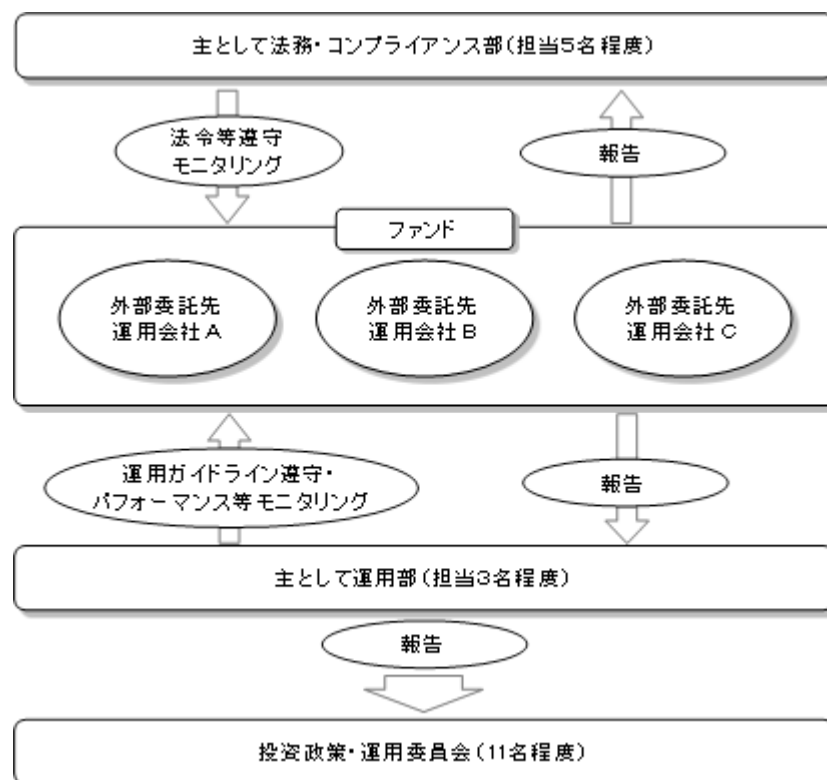 主として法務・コンプライアンス部(担当5名程度)
法令等遵守
モニタリング
報告
ファンド
外部委託先
運用会社A
外部委託先
運用会社B
外部委託先
運用会社C
運用ガイドライン遵守・
パフォーマンス等モニタリング
報告
主として運用部(担当3名程度)
報告
投資政策・運用委員会(11名程度)